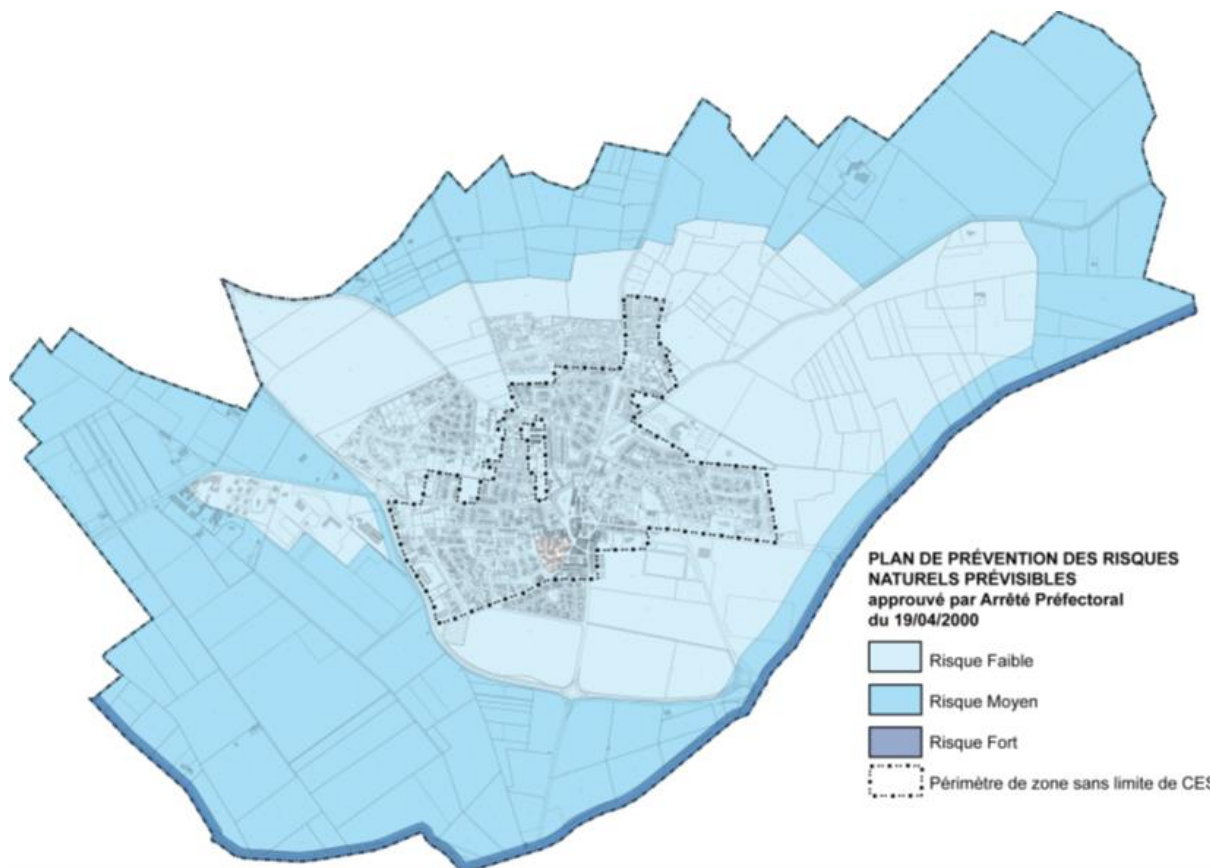 PLAN DE PRÉVENTION DES RISQUES
NATURELS PRÉVISIBLES
approuvé par Arrêté Préfectoral
du 19/04/2000
Risque Faible
Risque Moyen
Risque Fort
Périmètre de zone sans limite de CES